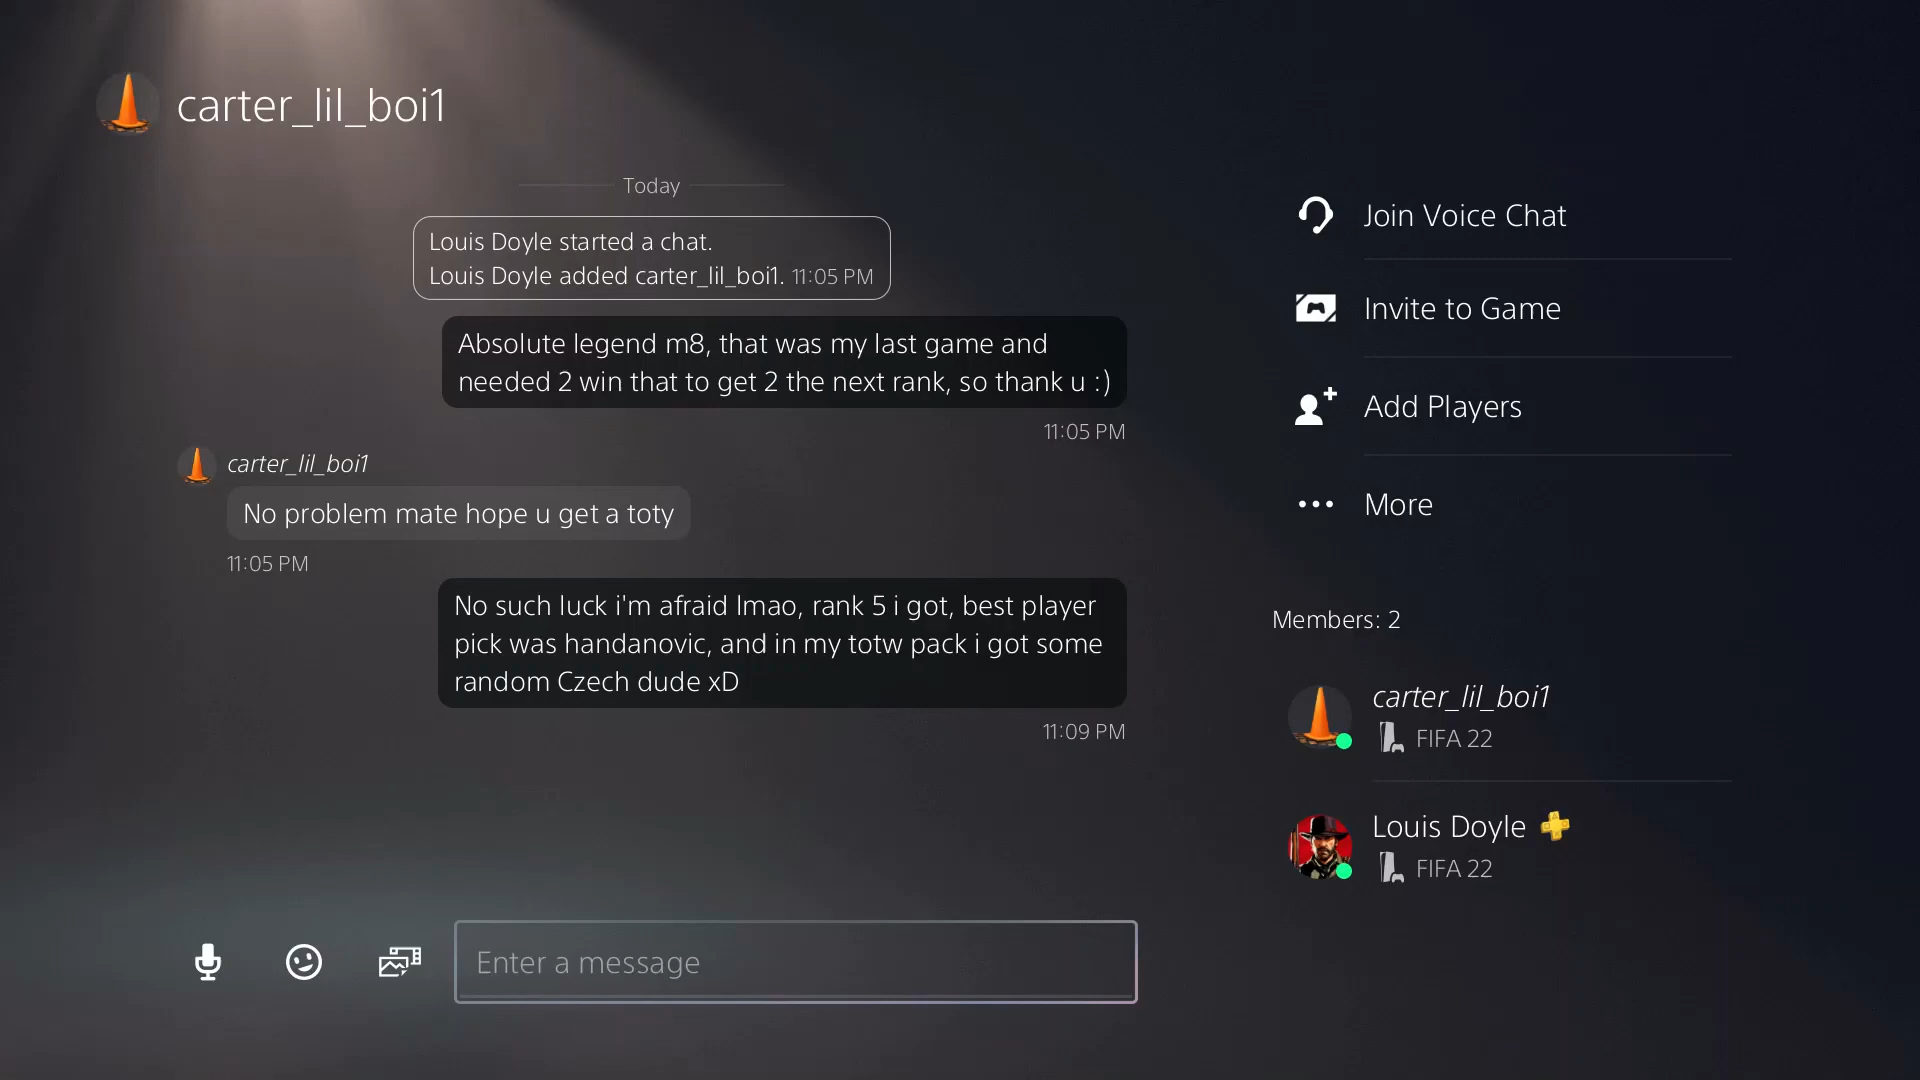 carter_lil_boi1
Today
Louis Doyle started a chat.
Louis Doyle added carter_lil_boi1. 11:05 PM
Absolute legend m8, that was my last game and
needed 2 win that to get 2 the next rank, so thank u :)
11:05 PM
carter_lil_boi1
No problem mate hope u get a toty
11:05 PM
No such luck i'm afraid lmao, rank 5 i got, best player
pick was handanovic, and in my totw pack i got some
random Czech dude xD
11:09 PM
Enter a message
Join Voice Chat
Invite to Game
Add Players
More
Members: 2
carter_lil_boi1
FIFA 22
Louis Doyle
FIFA 22